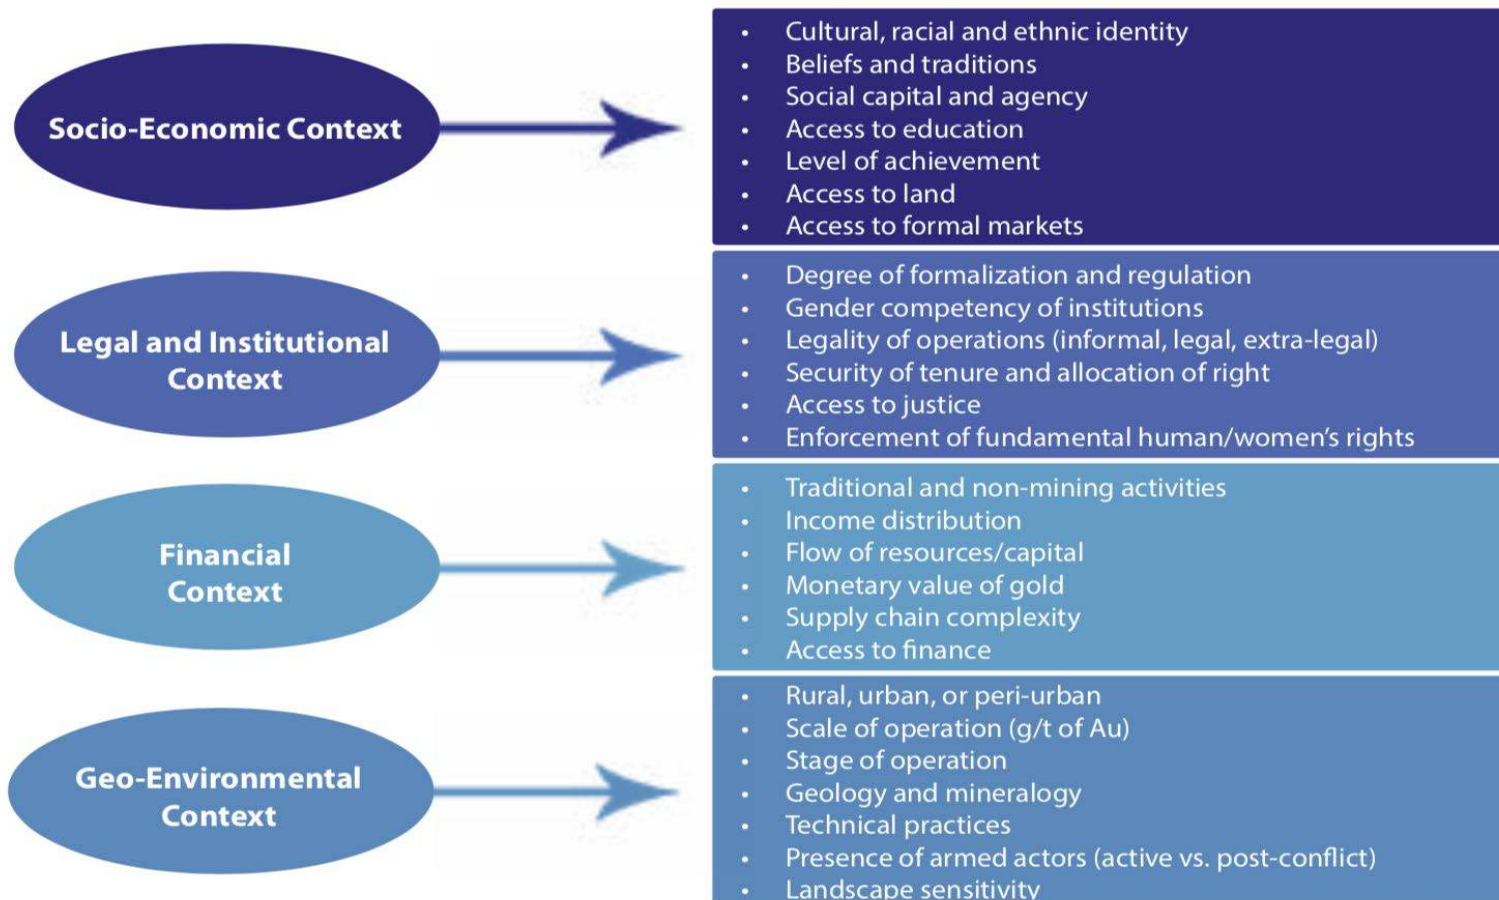 Socio-Economic Context
• Cultural, racial and ethnic identity
• Beliefs and traditions
• Social capital and agency
• Access to education
• Level of achievement
• Access to land
• Access to formal markets
Legal and Institutional
Context
• Degree of formalization and regulation
• Gender competency of institutions
• Legality of operations (informal, legal, extra-legal)
• Security of tenure and allocation of right
• Access to justice
• Enforcement of fundamental human/women’s rights
Financial
Context
• Traditional and non-mining activities
• Income distribution
• Flow of resources/capital
• Monetary value of gold
• Supply chain complexity
• Access to finance
Geo-Environmental
Context
• Rural, urban, or peri-urban
• Scale of operation (g/t of Au)
• Stage of operation
• Geology and mineralogy
• Technical practices
• Presence of armed actors (active vs. post-conflict)
• Landscape sensitivity